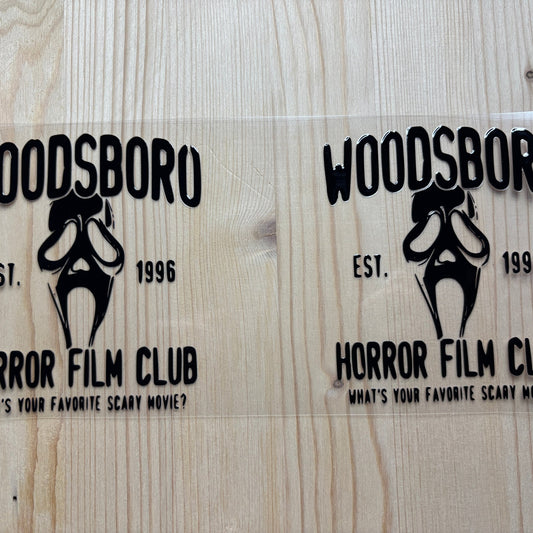 OODSBORO
ST. 1996
RROR FILM CLUB
'S YOUR FAVORITE SCARY MOVIE?
WOODSBOR
EST. 199
HORROR FILM CL
WHAT'S YOUR FAVORITE SCARY MO